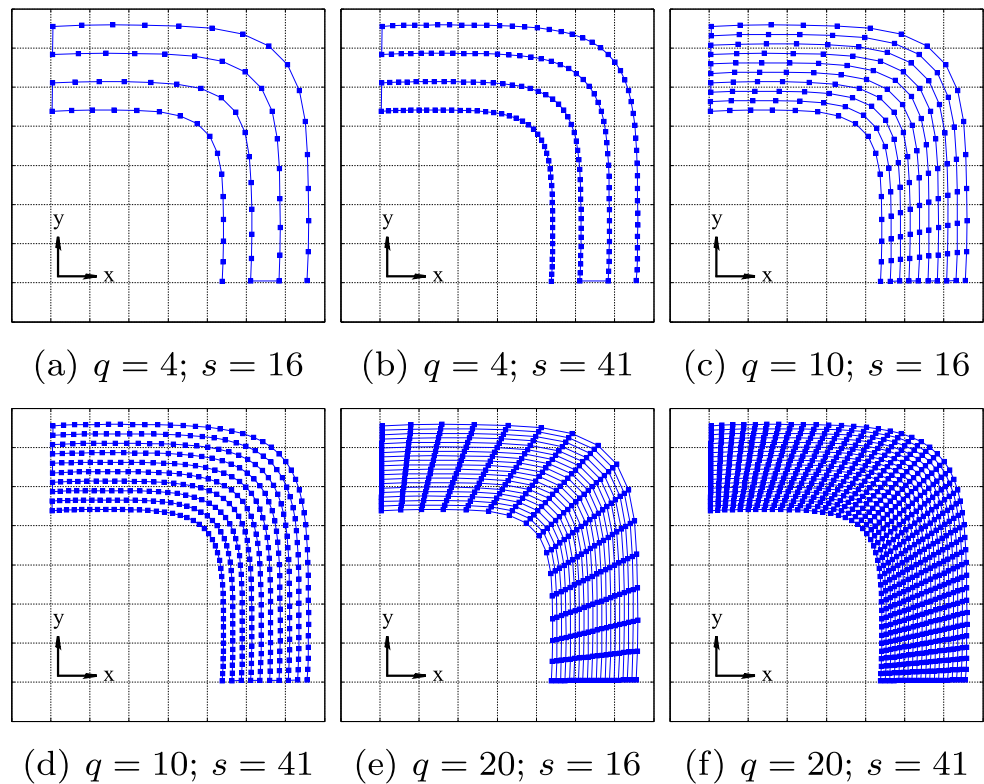 y
x
y
x
y
x
(a) q = 4; s = 16
(b) q = 4; s = 41
(c) q = 10; s = 16
y
x
y
x
y
x
(d) q = 10; s = 41
(e) q = 20; s = 16
(f) q = 20; s = 41